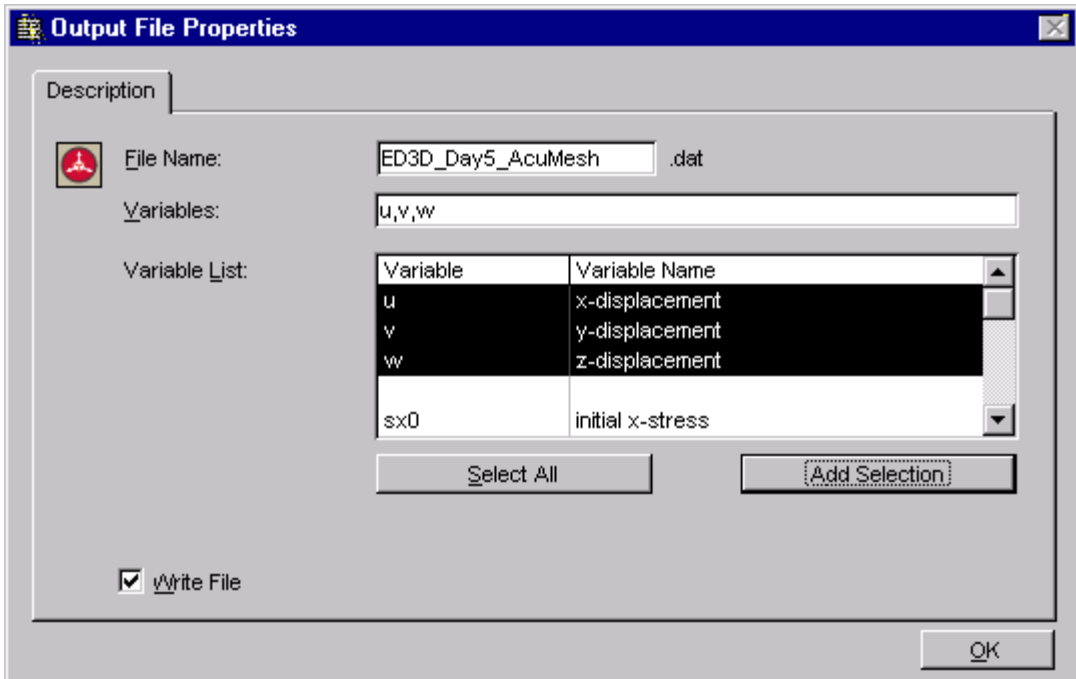 Output File Properties
Description
File Name: ED3D_Day5_AcuMesh .dat
Variables: u,v,w
Variable List: Variable Variable Name
u x-displacement
v y-displacement
w z-displacement
sx0 initial x-stress
Select All Add Selection
Write File
OK